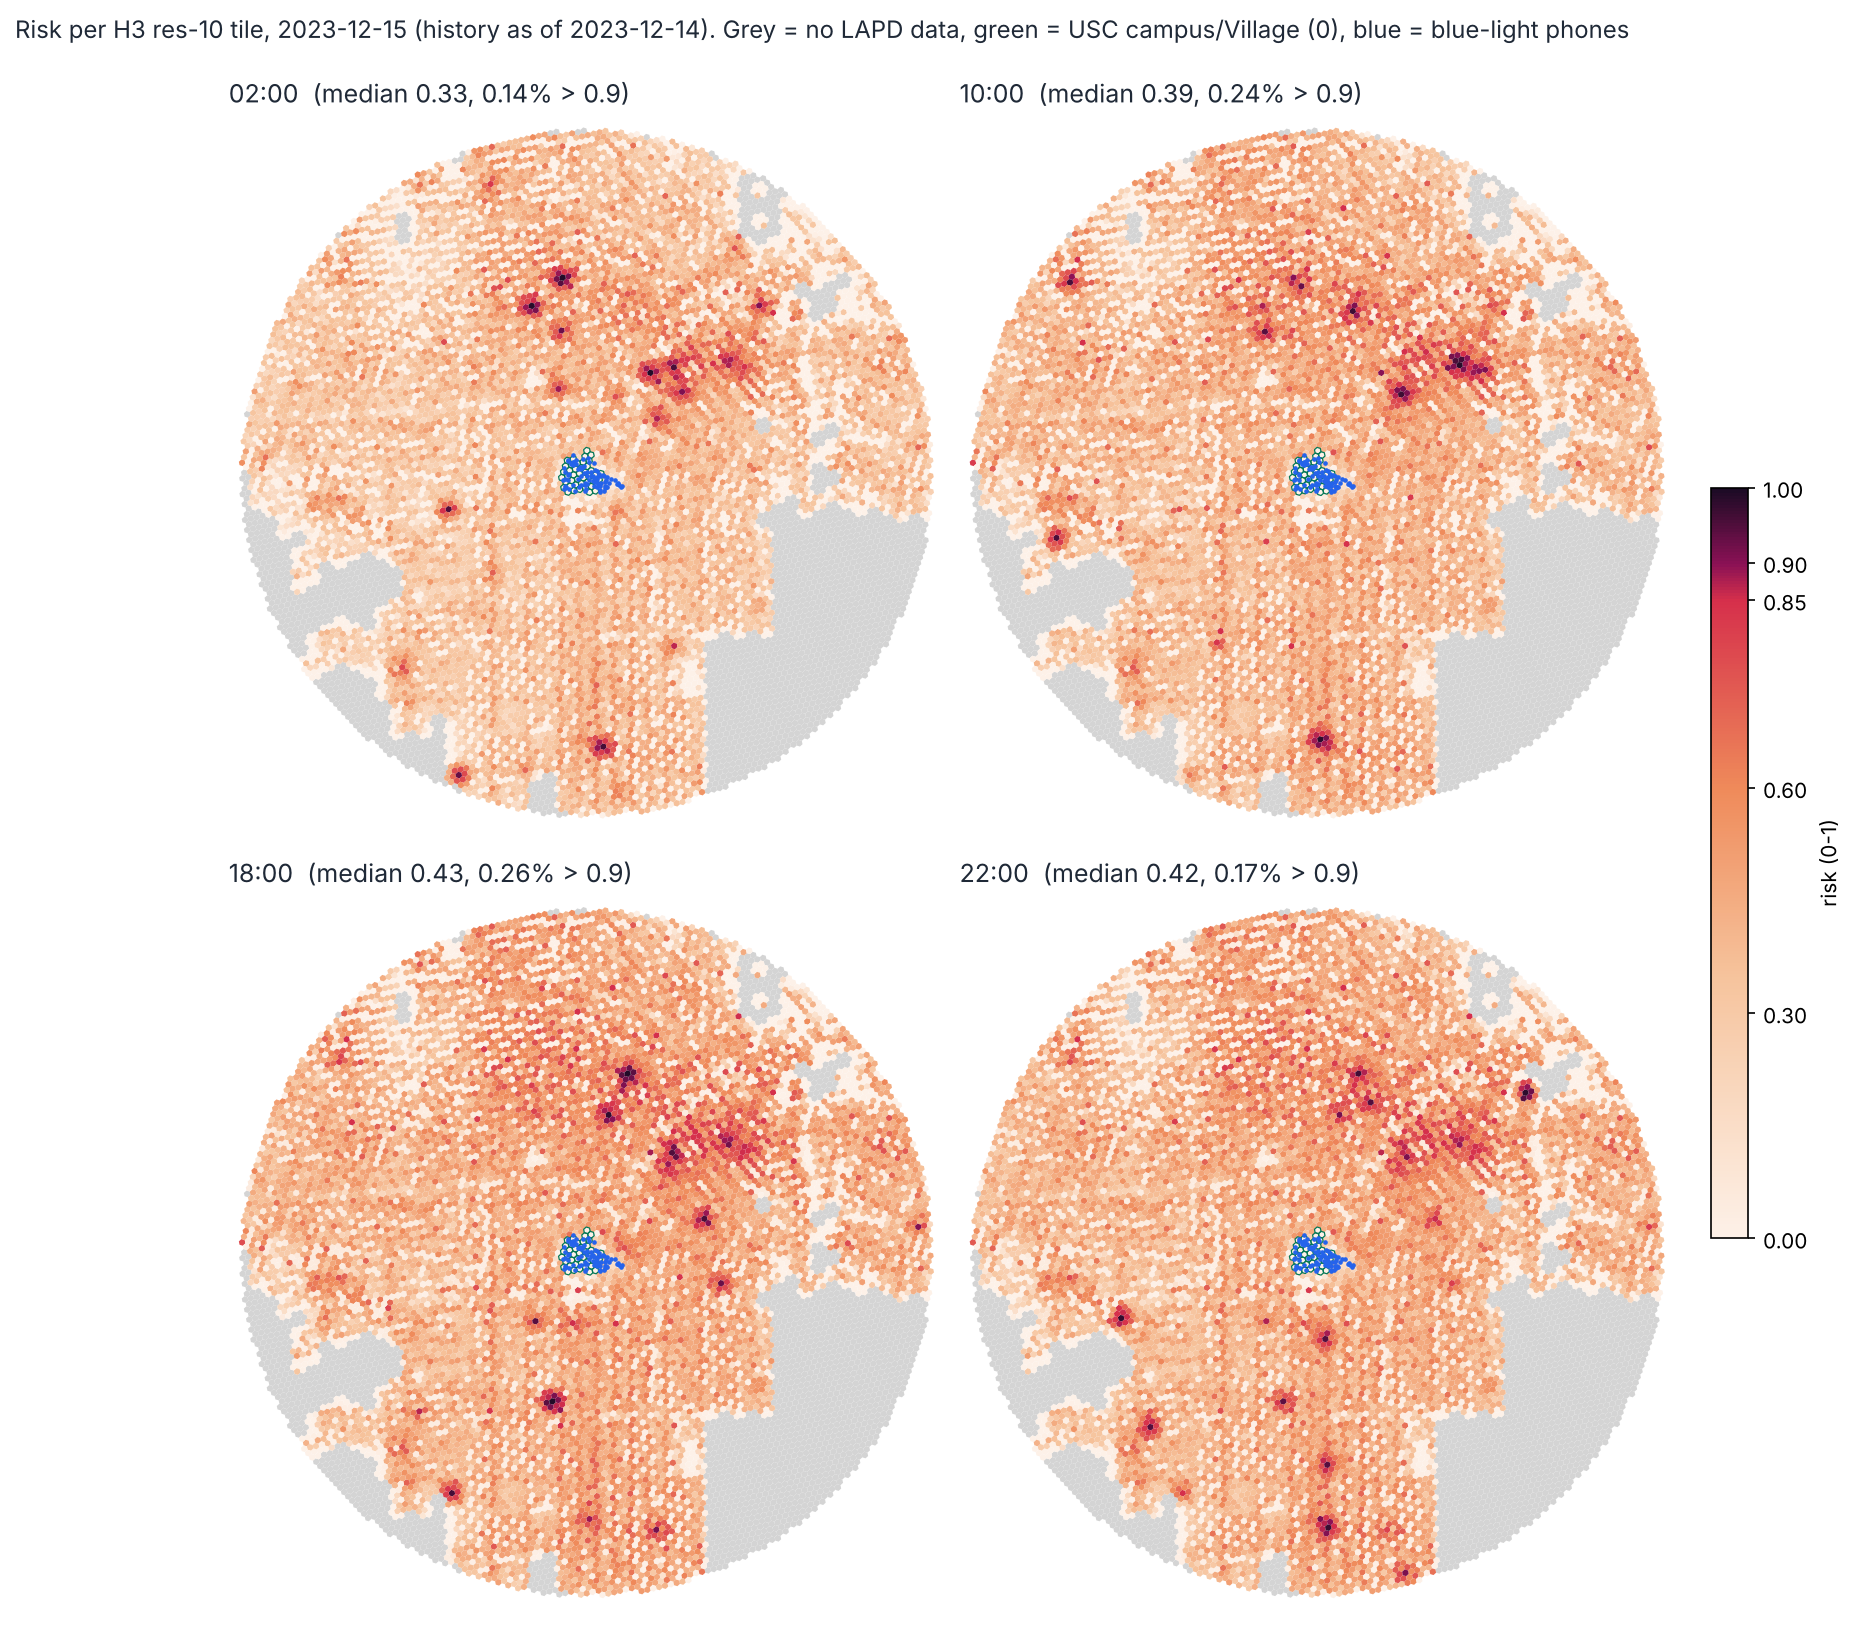 Risk per H3 res-10 tile, 2023-12-15 (history as of 2023-12-14). Grey = no LAPD data, green = USC campus/Village (0), blue = blue-light phones
02:00 (median 0.33, 0.14% > 0.9)
10:00 (median 0.39, 0.24% > 0.9)
18:00 (median 0.43, 0.26% > 0.9)
22:00 (median 0.42, 0.17% > 0.9)
1.00
0.90
0.85
0.60
0.30
0.00
risk (0-1)